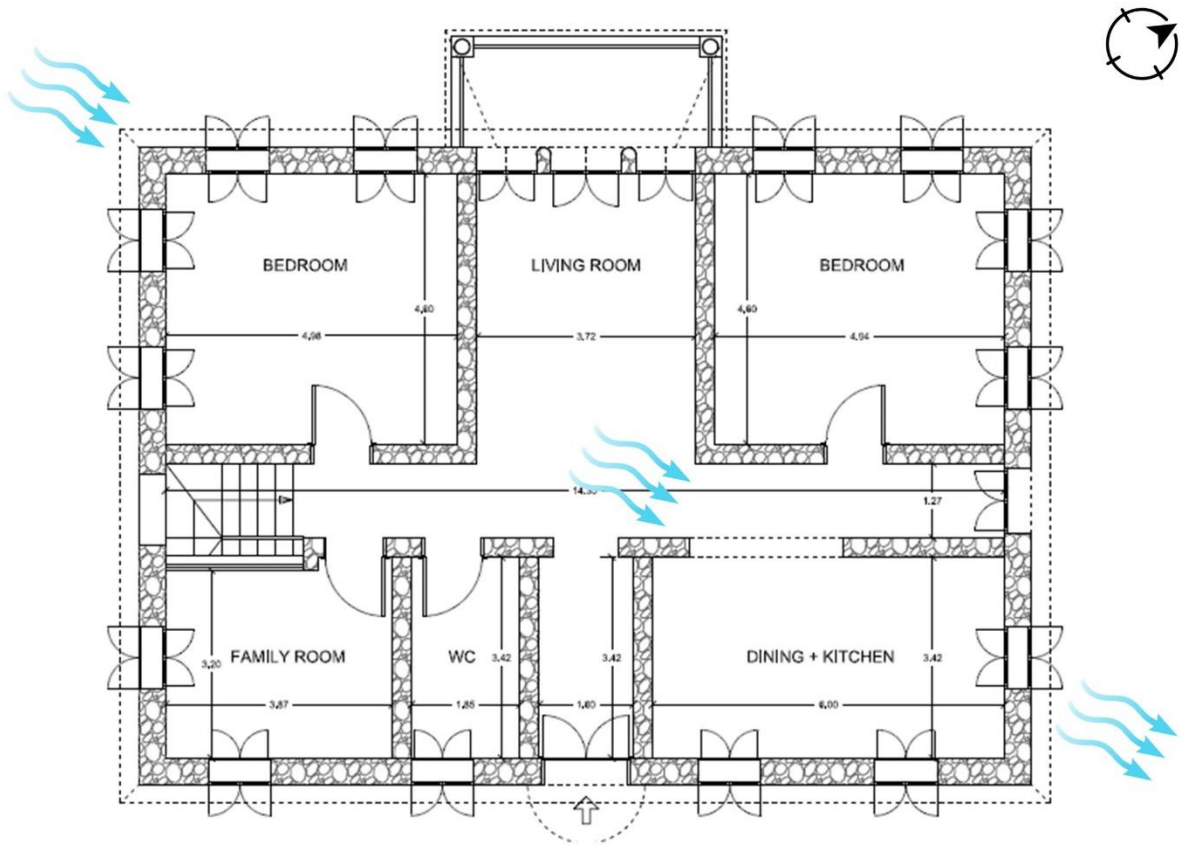 BEDROOM
LIVING ROOM
BEDROOM
4.60
4.60
4.98
3.72
4.94
14.30
1.27
FAMILY ROOM
WC
3.42
3.42
DINING + KITCHEN
3.42
3.20
3.87
1.85
1.60
6.00